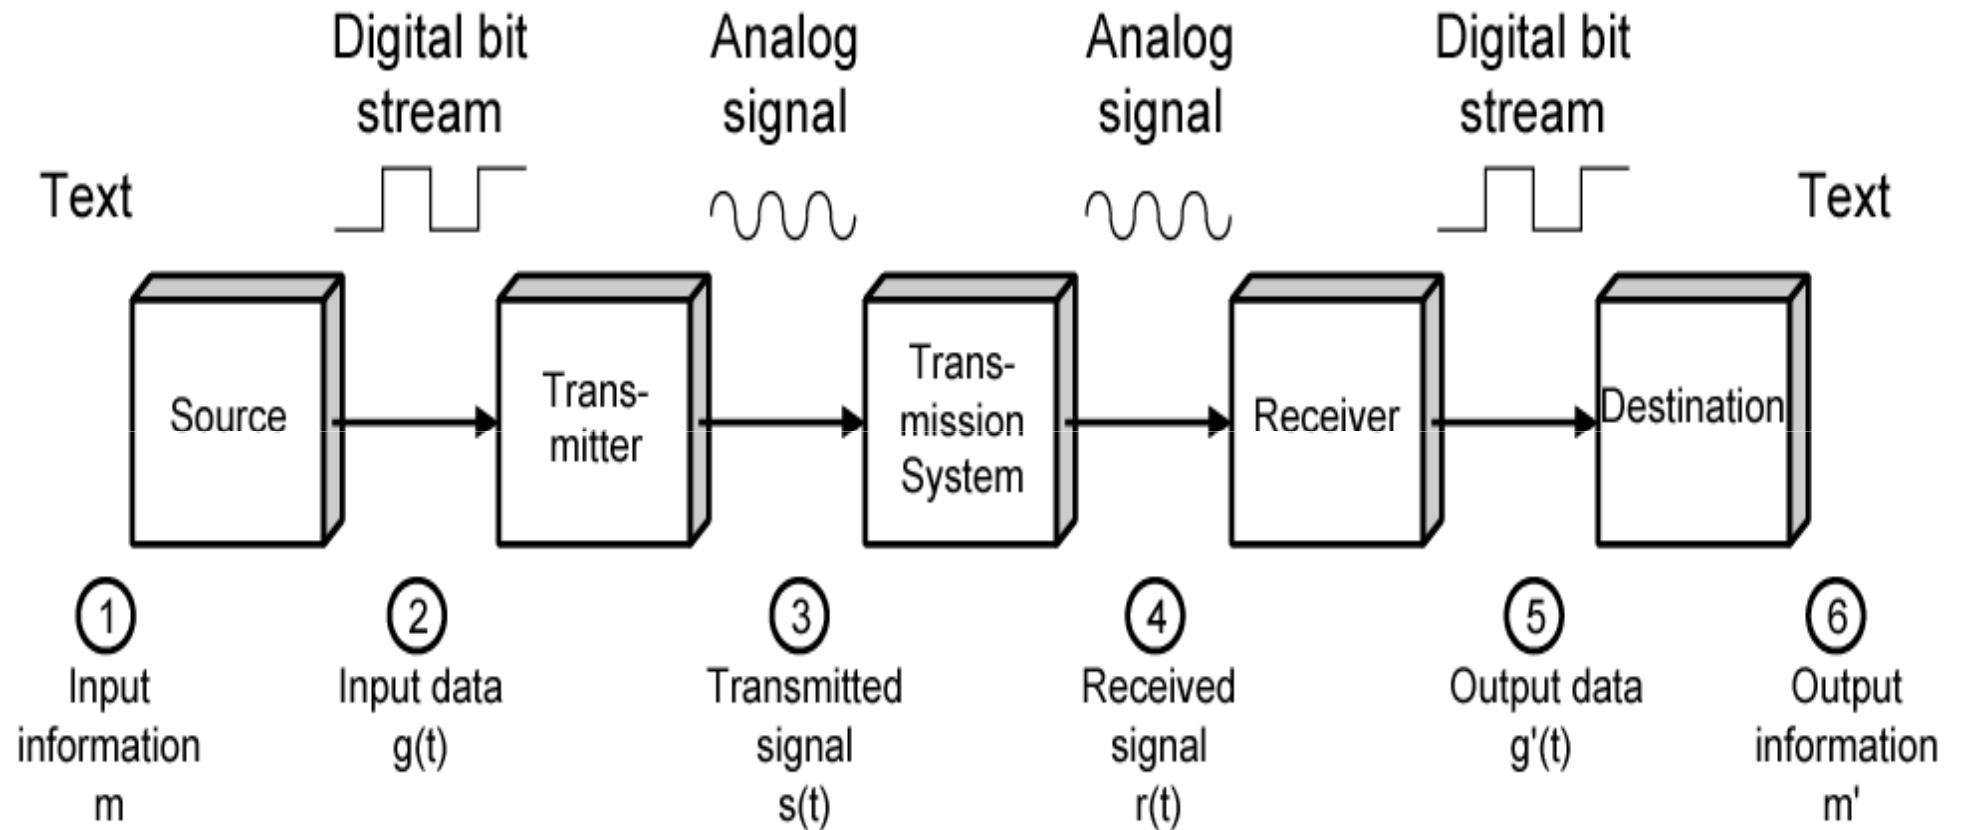 Digital bit
stream
Analog
signal
Analog
signal
Digital bit
stream
Text
Text
Source
Trans-
mitter
Trans-
mission
System
Receiver
Destination
1
Input
information
m
2
Input data
g(t)
3
Transmitted
signal
s(t)
4
Received
signal
r(t)
5
Output data
g'(t)
6
Output
information
m'